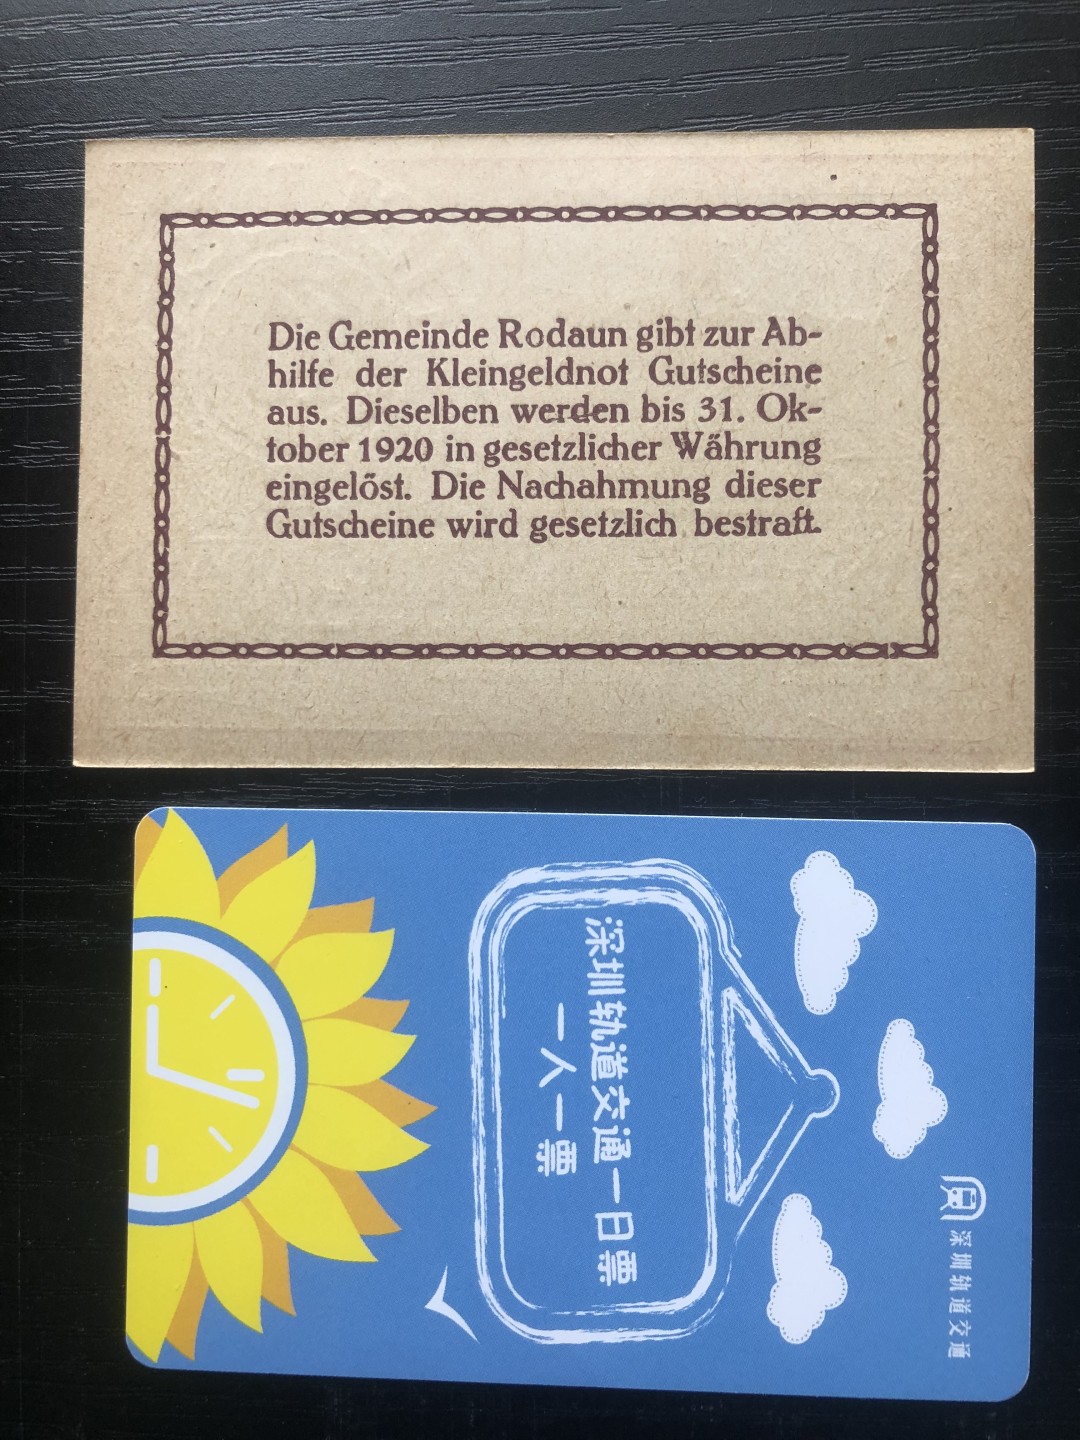 Die Gemeinde Rodaun gibt zur Ab-
hilfe der Kleingeldnot Gutscheine
aus. Dieselben werden bis 31. Ok-
tober 1920 in gesetzlicher Währung
eingelöst. Die Nachahmung dieser
Gutscheine wird gesetzlich bestraft.
深圳轨道交通
深圳轨道交通一日票
一人一票